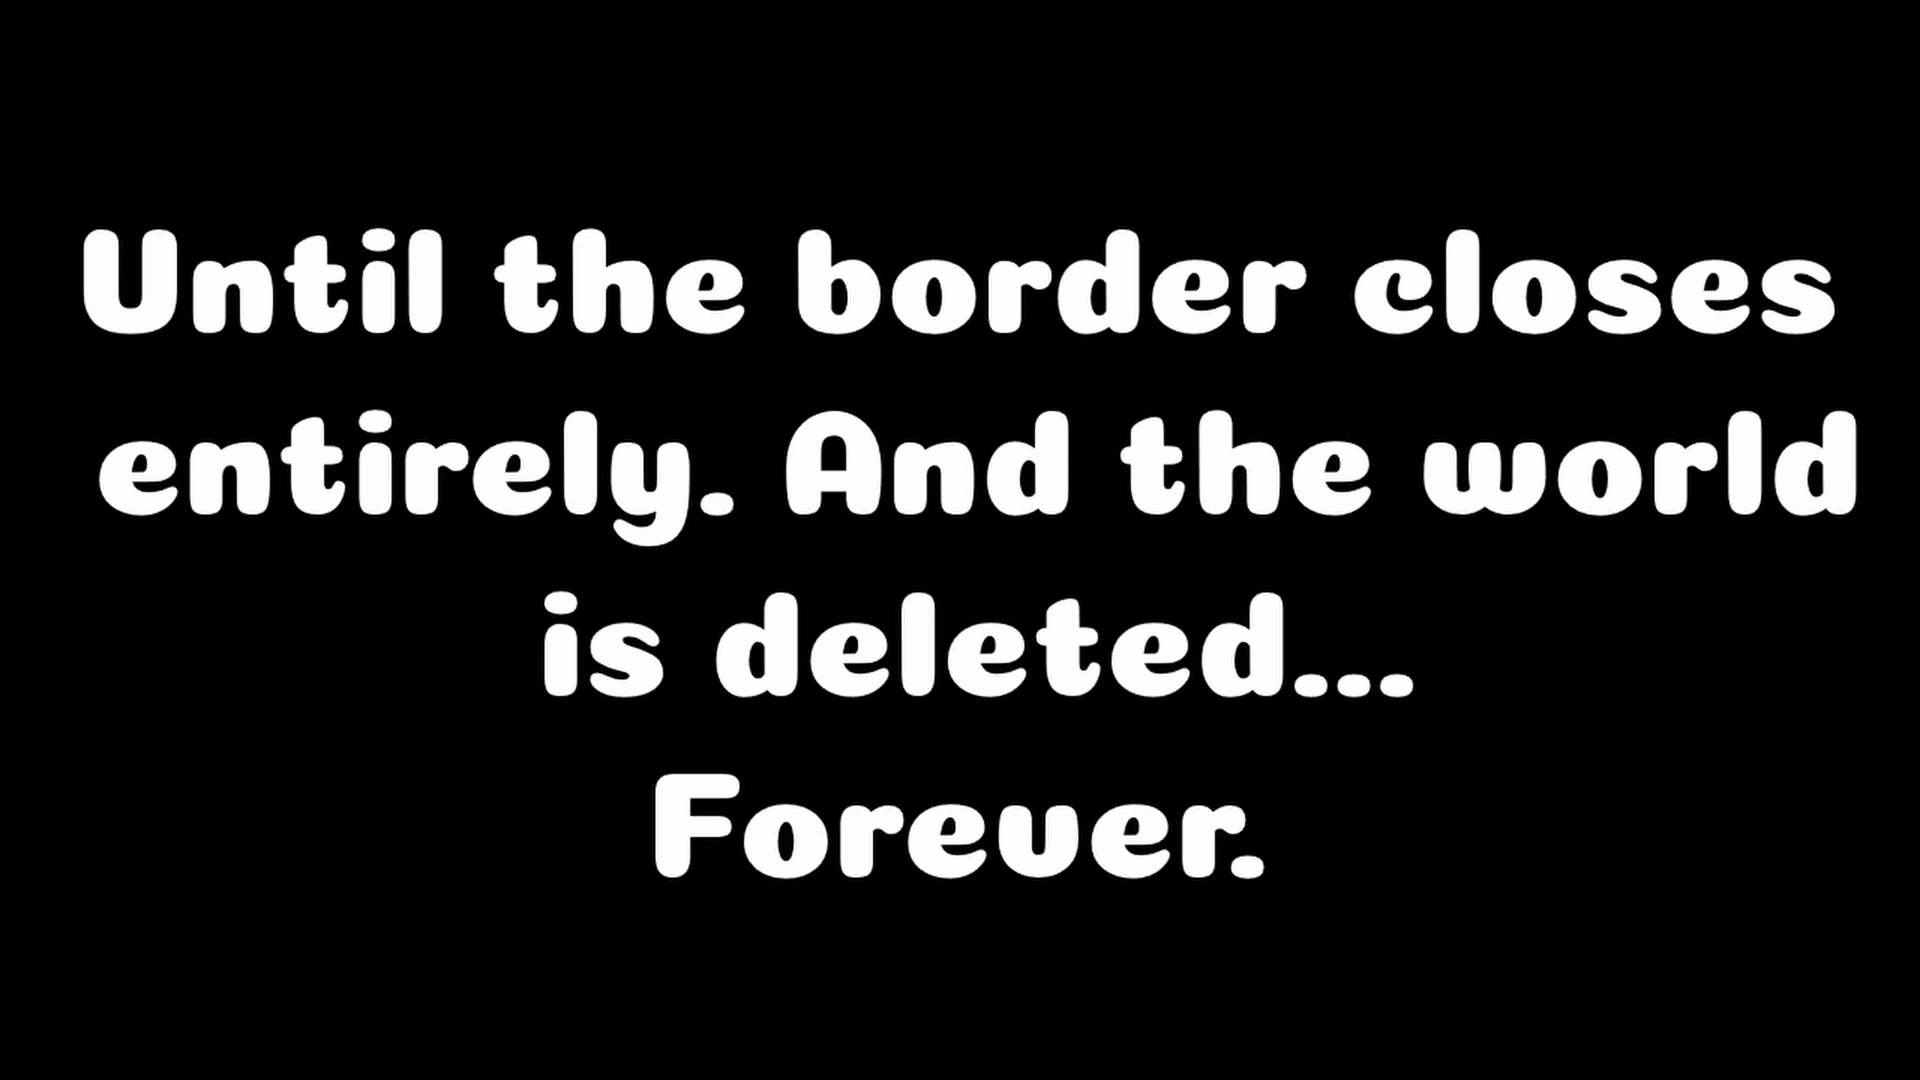 Until the border closes
entirely. And the world
is deleted...
Forever.